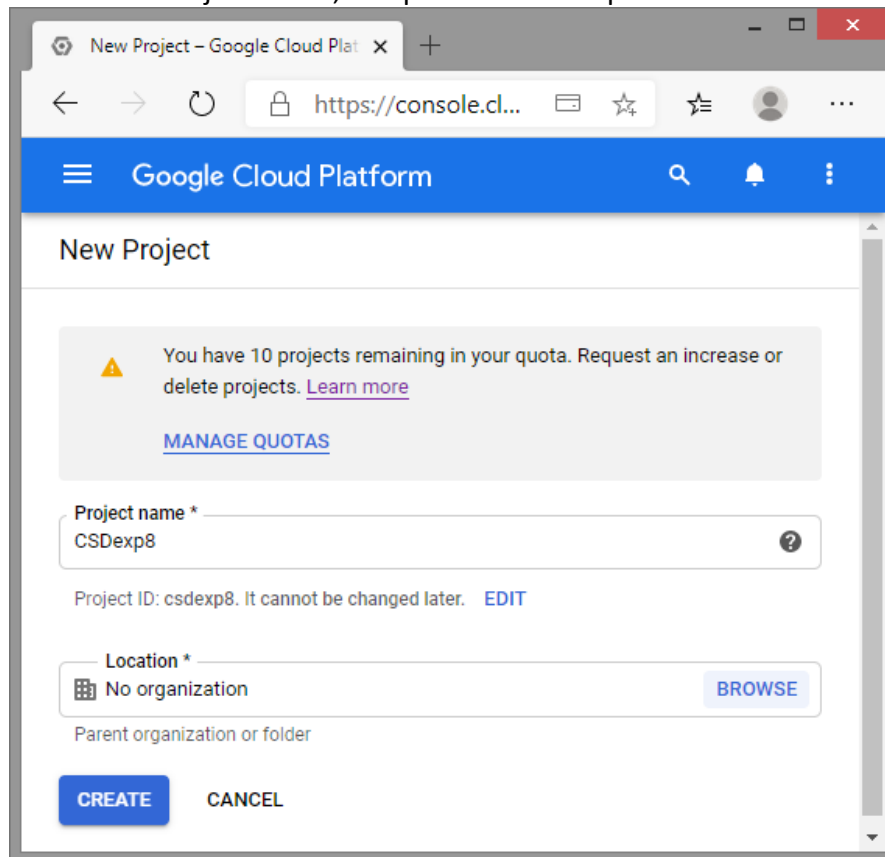 New Project – Google Cloud Plat
https://console.cl...
Google Cloud Platform
New Project
You have 10 projects remaining in your quota. Request an increase or
delete projects. Learn more
MANAGE QUOTAS
Project name *
CSDexp8
Project ID: csdexp8. It cannot be changed later. EDIT
Location *
No organization BROWSE
Parent organization or folder
CREATE CANCEL